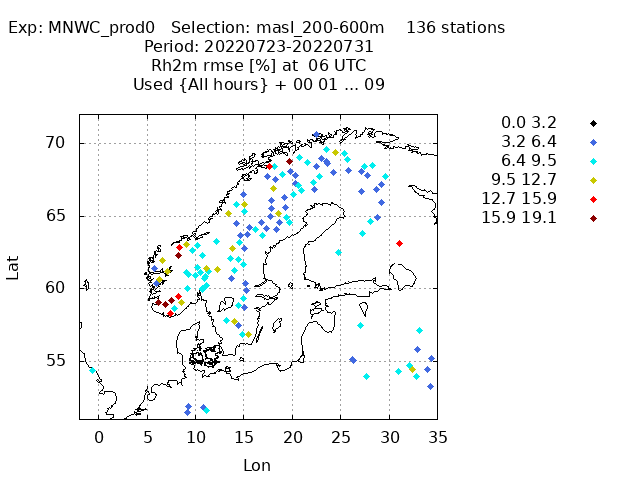 Exp: MNWC_prod0 Selection: masl_200-600m 136 stations
Period: 20220723-20220731
Rh2m rmse [%] at 06 UTC
Used {All hours} + 00 01 ... 09
0.0 3.2
3.2 6.4
6.4 9.5
9.5 12.7
12.7 15.9
15.9 19.1
Lat
70
65
60
55
0 5 10 15 20 25 30 35
Lon